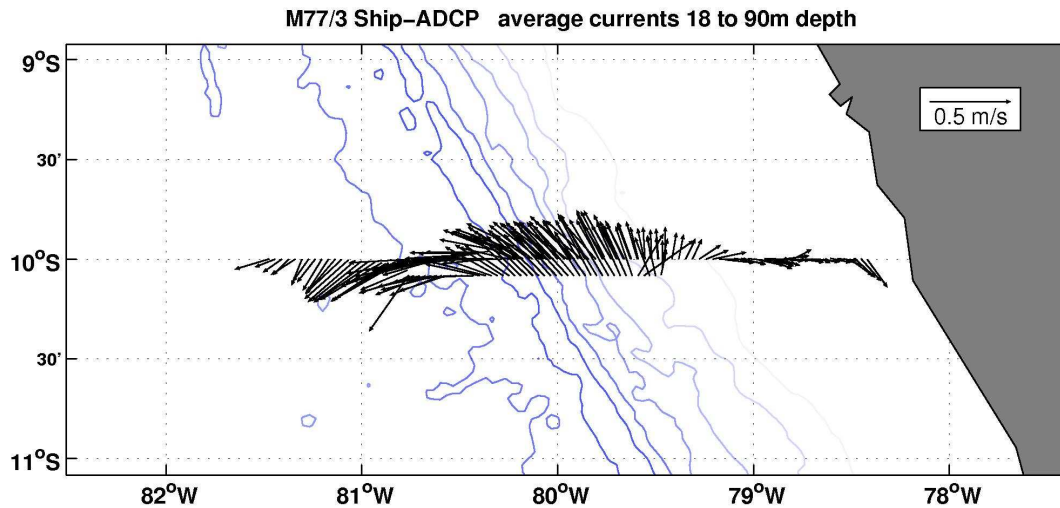 M77/3 Ship-ADCP average currents 18 to 90m depth
9°S
0.5 m/s
30'
10°S
30'
11°S
82°W 81°W 80°W 79°W 78°W